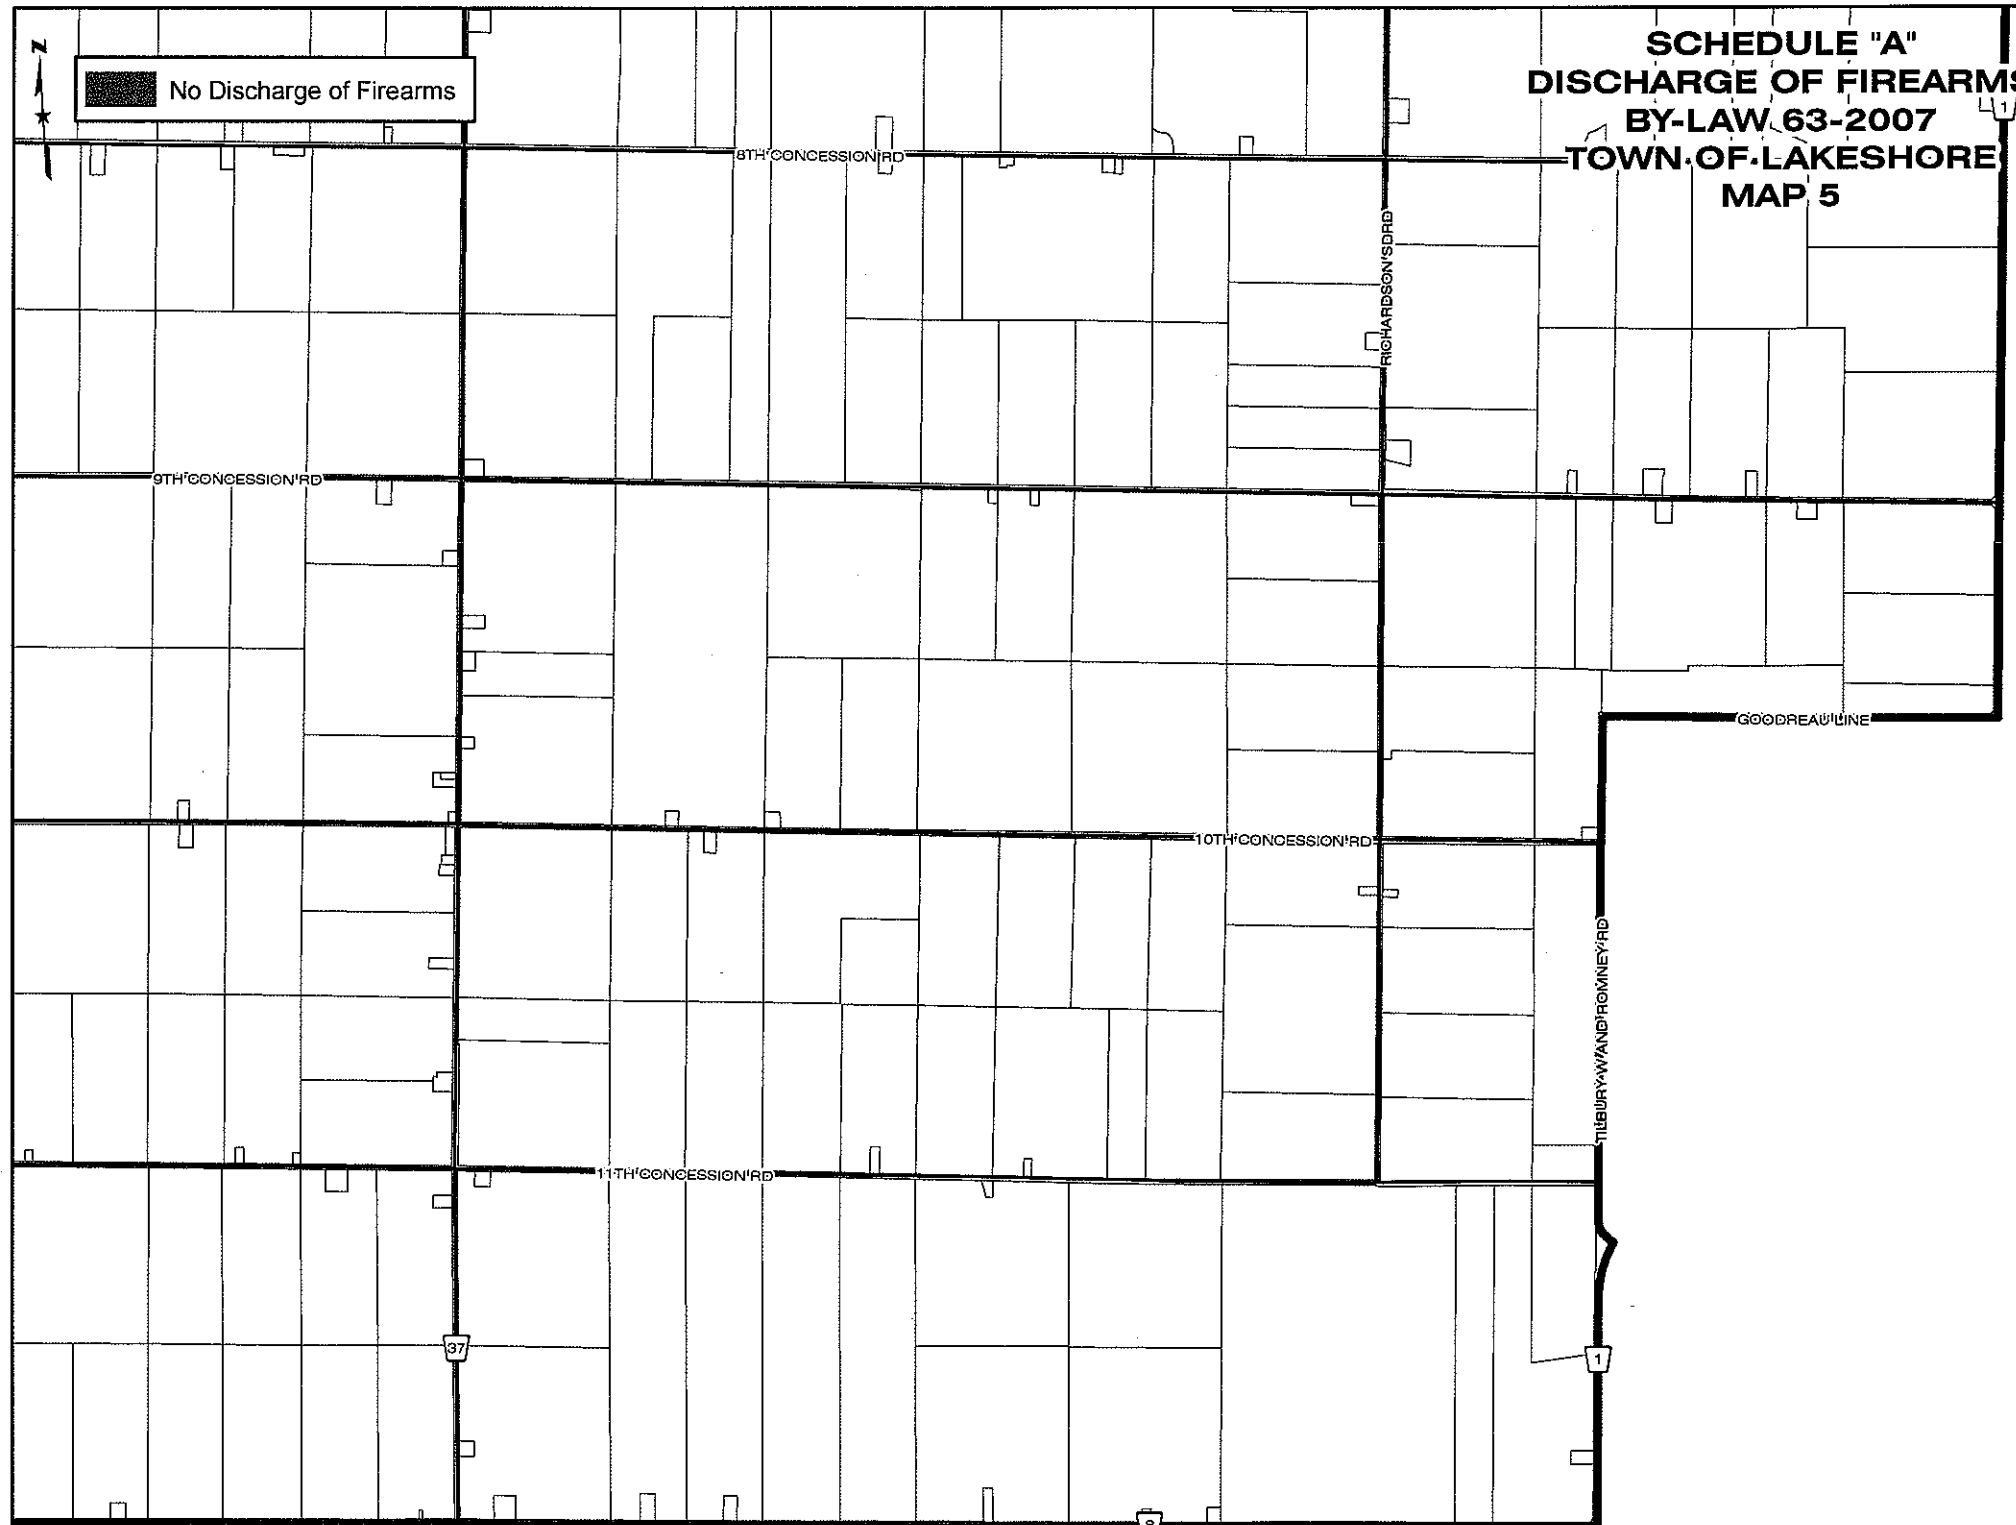 SCHEDULE "A"
DISCHARGE OF FIREARMS
BY-LAW 63-2007
TOWN OF LAKESHORE
MAP 5
N
No Discharge of Firearms
1
8TH CONCESSION RD
RICHARDSON SDRD
9TH CONCESSION RD
GOODREAU LINE
10TH CONCESSION RD
TILBURY W AND ROMNEY RD
11TH CONCESSION RD
37
1